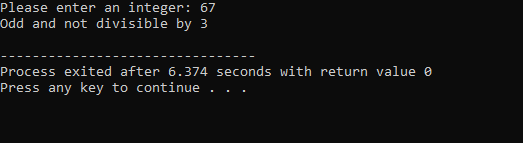 Please enter an integer: 67
Odd and not divisible by 3
--------------------------------
Process exited after 6.374 seconds with return value 0
Press any key to continue . . .